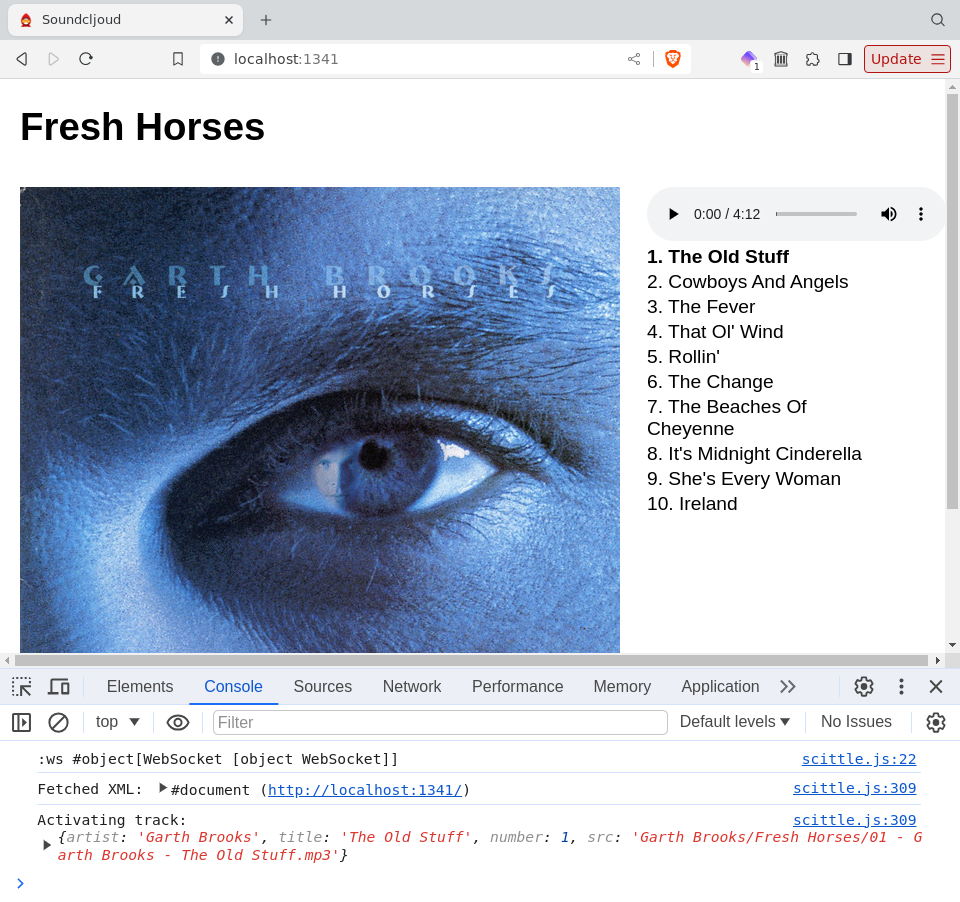 Soundcljoud
localhost:1341
1
Update
Fresh Horses
GARTH BROOKS
FRESH HORSES
0:00 / 4:12
1. The Old Stuff
2. Cowboys And Angels
3. The Fever
4. That Ol' Wind
5. Rollin'
6. The Change
7. The Beaches Of
Cheyenne
8. It's Midnight Cinderella
9. She's Every Woman
10. Ireland
Elements Console Sources Network Performance Memory Application
top Filter Default levels No Issues
:ws #object[WebSocket [object WebSocket]] scittle.js:22
Fetched XML: #document (http://localhost:1341/) scittle.js:309
Activating track: scittle.js:309
{artist: 'Garth Brooks', title: 'The Old Stuff', number: 1, src: 'Garth Brooks/Fresh Horses/01 - G
arth Brooks - The Old Stuff.mp3'}